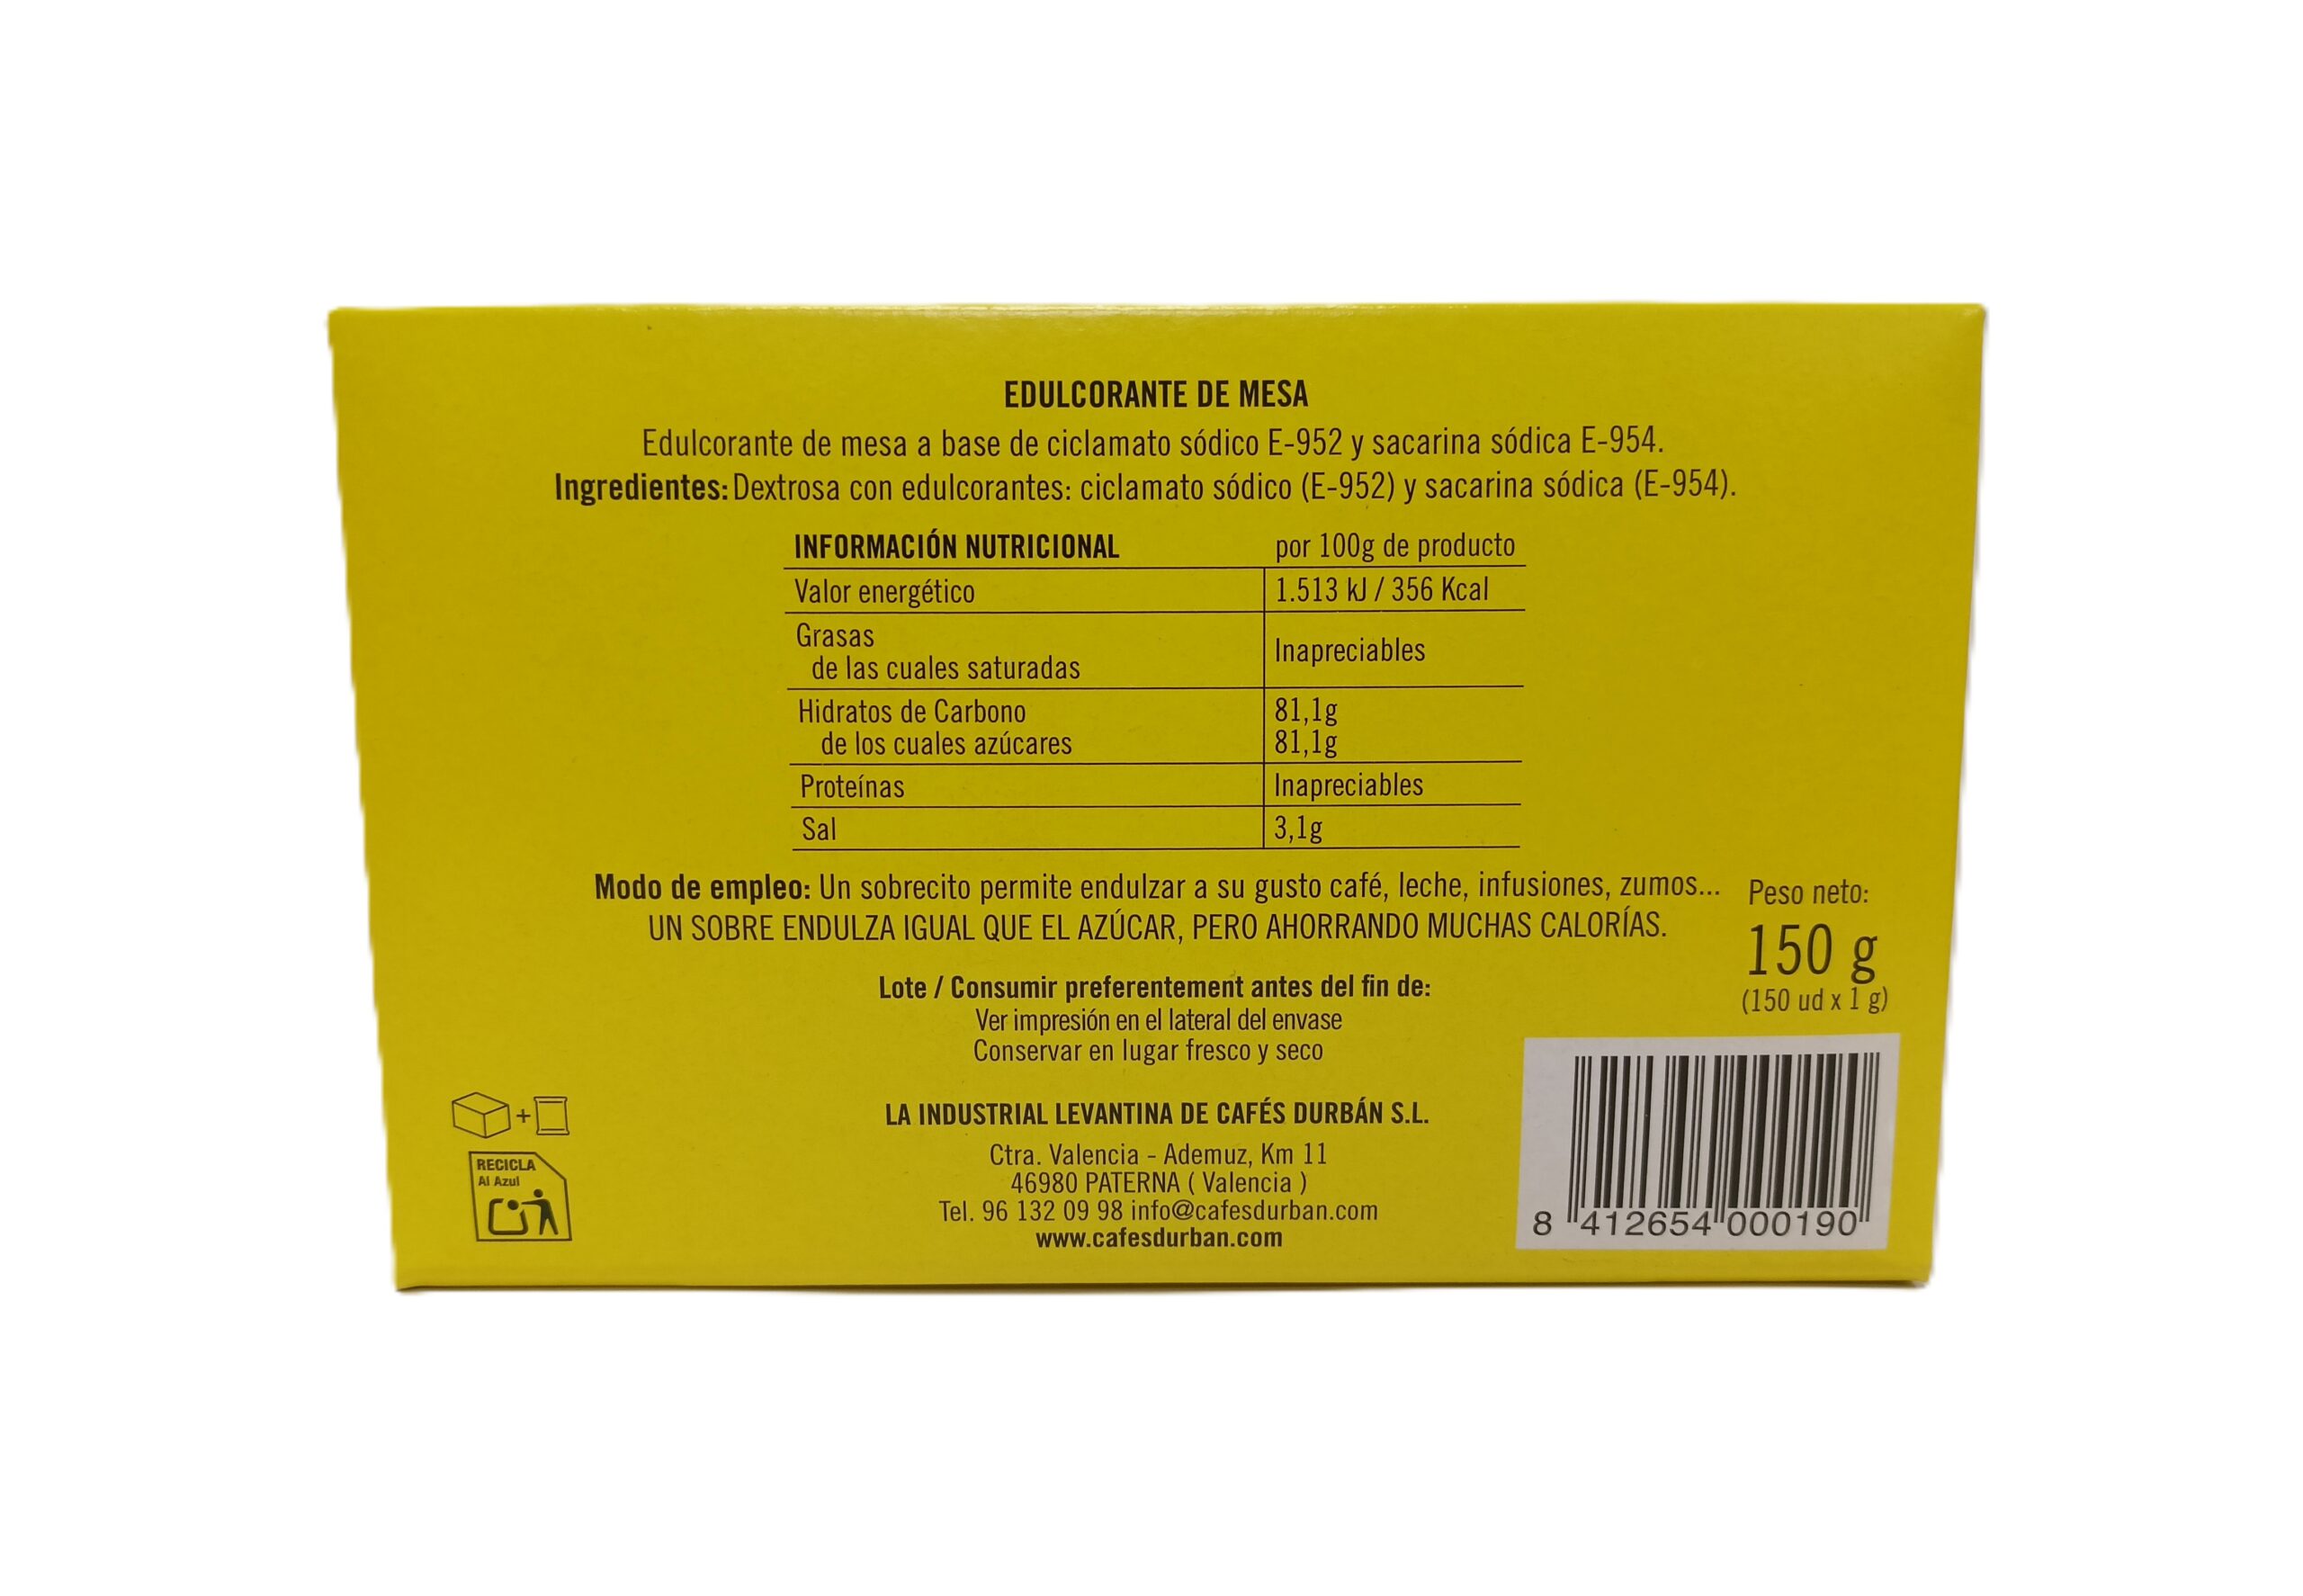 EDULCORANTE DE MESA
Edulcorante de mesa a base de ciclamato sódico E-952 y sacarina sódica E-954.
Ingredientes: Dextrosa con edulcorantes: ciclamato sódico (E-952) y sacarina sódica (E-954).
INFORMACIÓN NUTRICIONAL por 100g de producto
Valor energético 1.513 kJ / 356 Kcal
Grasas
de las cuales saturadas
Inapreciables
Hidratos de Carbono 81,1g
de los cuales azúcares 81,1g
Proteínas Inapreciables
Sal 3,1g
Modo de empleo: Un sobrecito permite endulzar a su gusto café, leche, infusiones, zumos...
UN SOBRE ENDULZA IGUAL QUE EL AZÚCAR, PERO AHORRANDO MUCHAS CALORÍAS.
Peso neto:
150 g
(150 ud x 1 g)
Lote / Consumir preferentemente antes del fin de:
Ver impresión en el lateral del envase
Conservar en lugar fresco y seco
LA INDUSTRIAL LEVANTINA DE CAFÉS DURBÁN S.L.
Ctra. Valencia - Ademuz, Km 11
46980 PATERNA ( Valencia )
Tel. 96 132 09 98 info@cafesdurban.com
www.cafesdurban.com
+
RECICLA
Al Azul
8 412654 000190